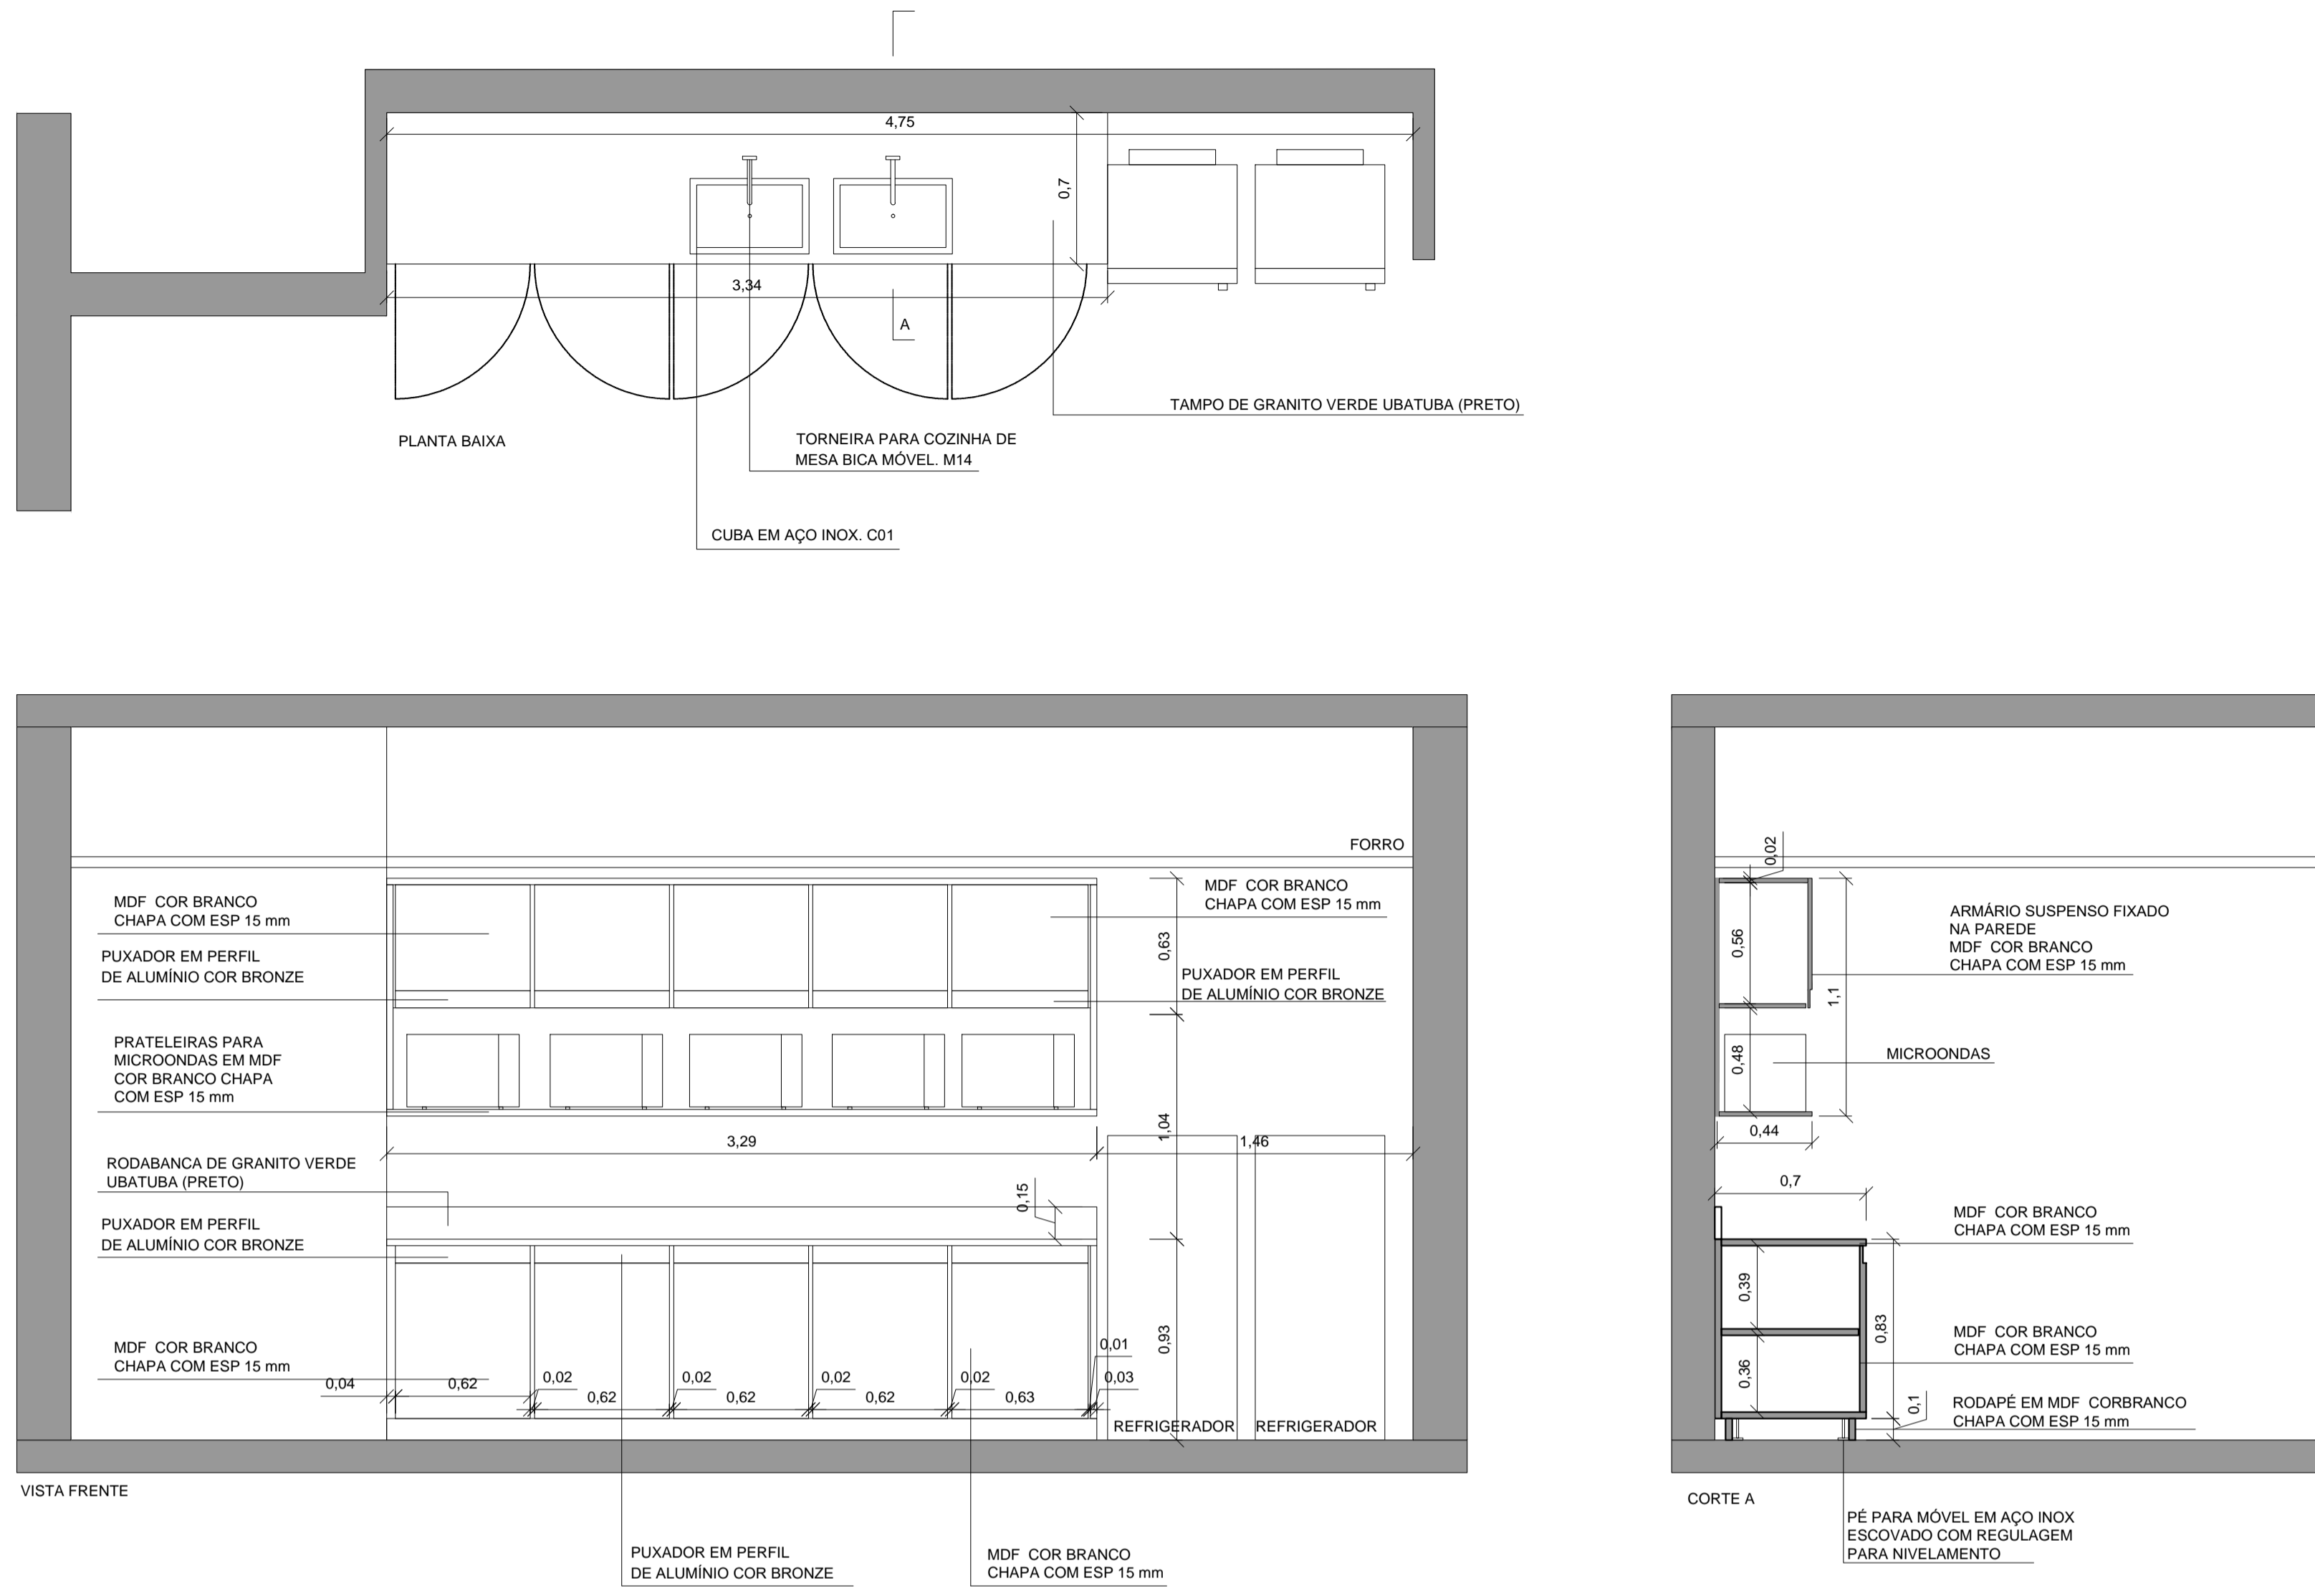 4,75
0,7
3,34
A
TAMPO DE GRANITO VERDE UBATUBA (PRETO)
PLANTA BAIXA
TORNEIRA PARA COZINHA DE
MESA BICA MÓVEL. M14
CUBA EM AÇO INOX. C01
FORRO
MDF COR BRANCO
CHAPA COM ESP 15 mm
PUXADOR EM PERFIL
DE ALUMÍNIO COR BRONZE
PRATELEIRAS PARA
MICROONDAS EM MDF
COR BRANCO CHAPA
COM ESP 15 mm
RODABANCA DE GRANITO VERDE
UBATUBA (PRETO)
PUXADOR EM PERFIL
DE ALUMÍNIO COR BRONZE
MDF COR BRANCO
CHAPA COM ESP 15 mm
MDF COR BRANCO
CHAPA COM ESP 15 mm
0,63
PUXADOR EM PERFIL
DE ALUMÍNIO COR BRONZE
1,04
3,29
1,46
0,15
0,93
0,01
0,04
0,62
0,02
0,62
0,02
0,62
0,02
0,62
0,02
0,63
0,03
REFRIGERADOR
REFRIGERADOR
VISTA FRENTE
PUXADOR EM PERFIL
DE ALUMÍNIO COR BRONZE
MDF COR BRANCO
CHAPA COM ESP 15 mm
0,02
0,56
1,1
0,48
0,44
ARMÁRIO SUSPENSO FIXADO
NA PAREDE
MDF COR BRANCO
CHAPA COM ESP 15 mm
MICROONDAS
0,7
MDF COR BRANCO
CHAPA COM ESP 15 mm
0,39
0,83
0,36
MDF COR BRANCO
CHAPA COM ESP 15 mm
0,1
RODAPÉ EM MDF CORBRANCO
CHAPA COM ESP 15 mm
CORTE A
PÉ PARA MÓVEL EM AÇO INOX
ESCOVADO COM REGULAGEM
PARA NIVELAMENTO